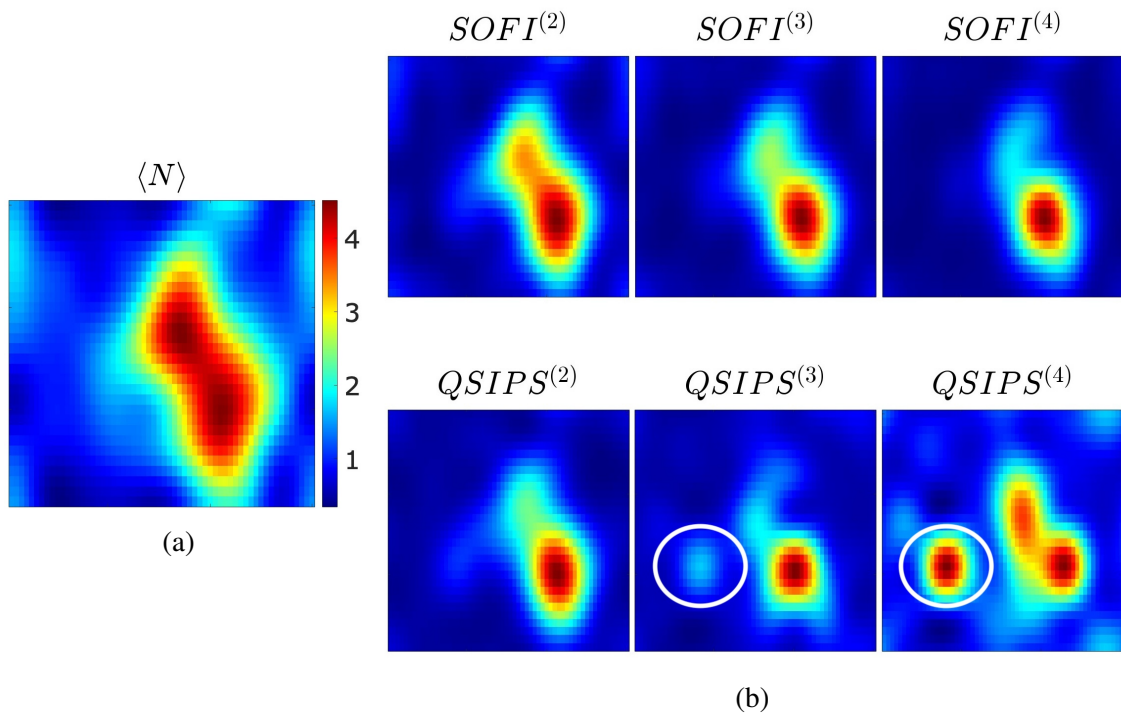 ⟨N⟩
4
3
2
1
(a)
SOFI(2) SOFI(3) SOFI(4)
QSIPS(2) QSIPS(3) QSIPS(4)
(b)